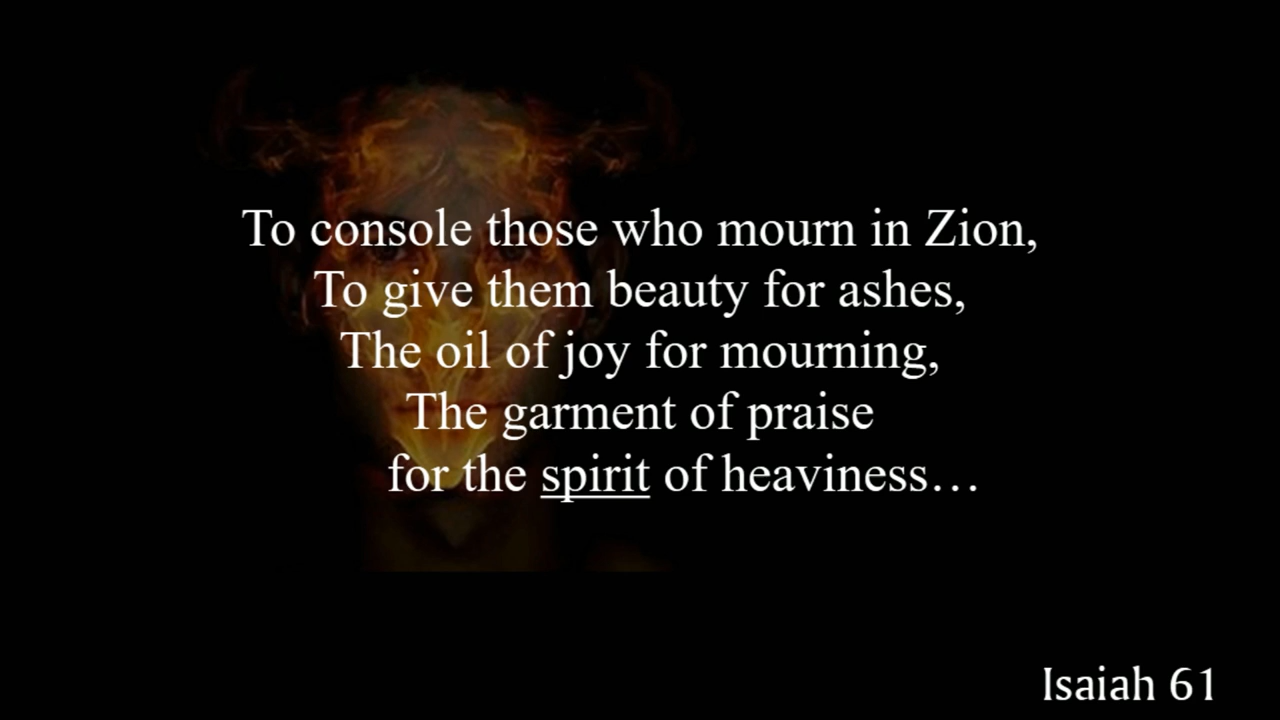 To console those who mourn in Zion,
To give them beauty for ashes,
The oil of joy for mourning,
The garment of praise
for the spirit of heaviness…
Isaiah 61